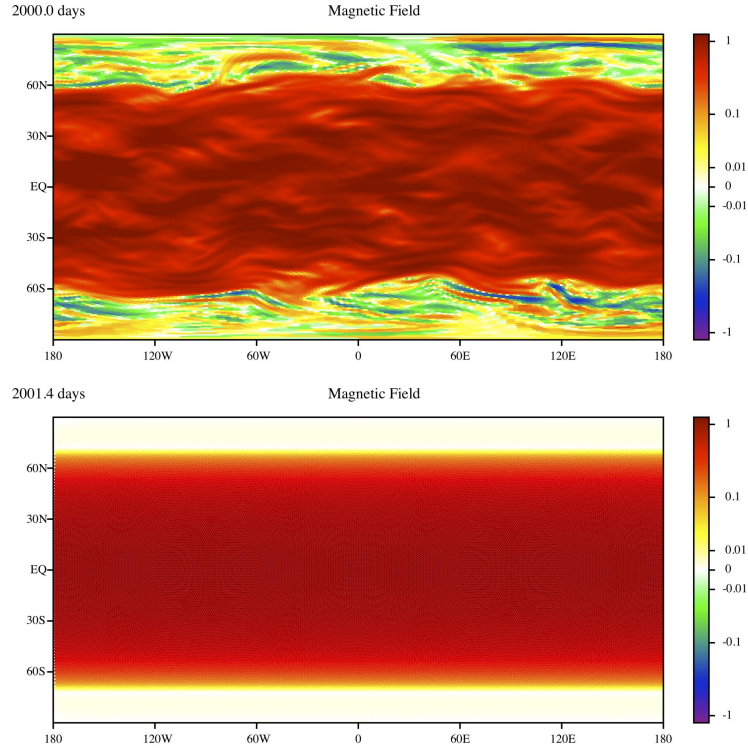 2000.0 days Magnetic Field
1
60N
0.1
30N
0.01
EQ 0
-0.01
30S
-0.1
60S
-1
180 120W 60W 0 60E 120E 180
2001.4 days Magnetic Field
1
60N
0.1
30N
0.01
EQ 0
-0.01
30S
-0.1
60S
-1
180 120W 60W 0 60E 120E 180